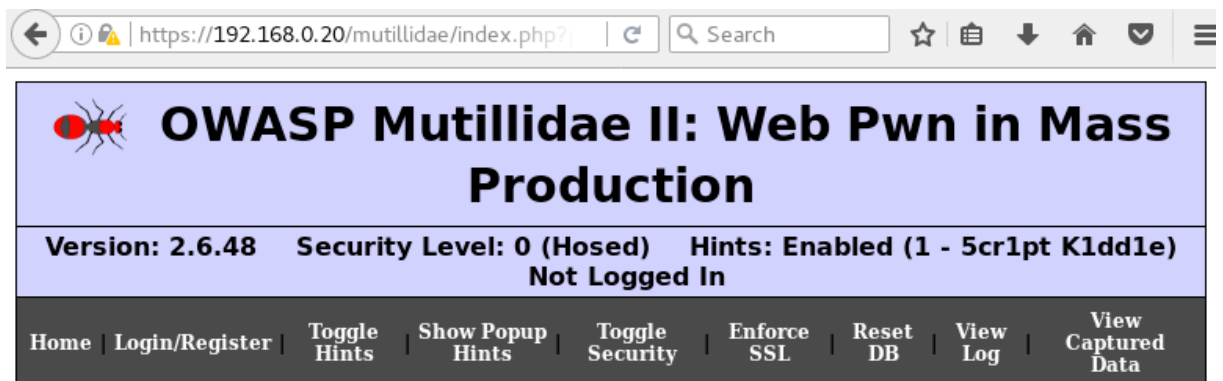 https://192.168.0.20/mutillidae/index.php? Search
OWASP Mutillidae II: Web Pwn in Mass
Production
Version: 2.6.48 Security Level: 0 (Hosed) Hints: Enabled (1 - 5cr1pt K1dd1e)
Not Logged In
Home | Login/Register | Toggle Hints | Show Popup Hints | Toggle Security | Enforce SSL | Reset DB | View Log | View Captured Data